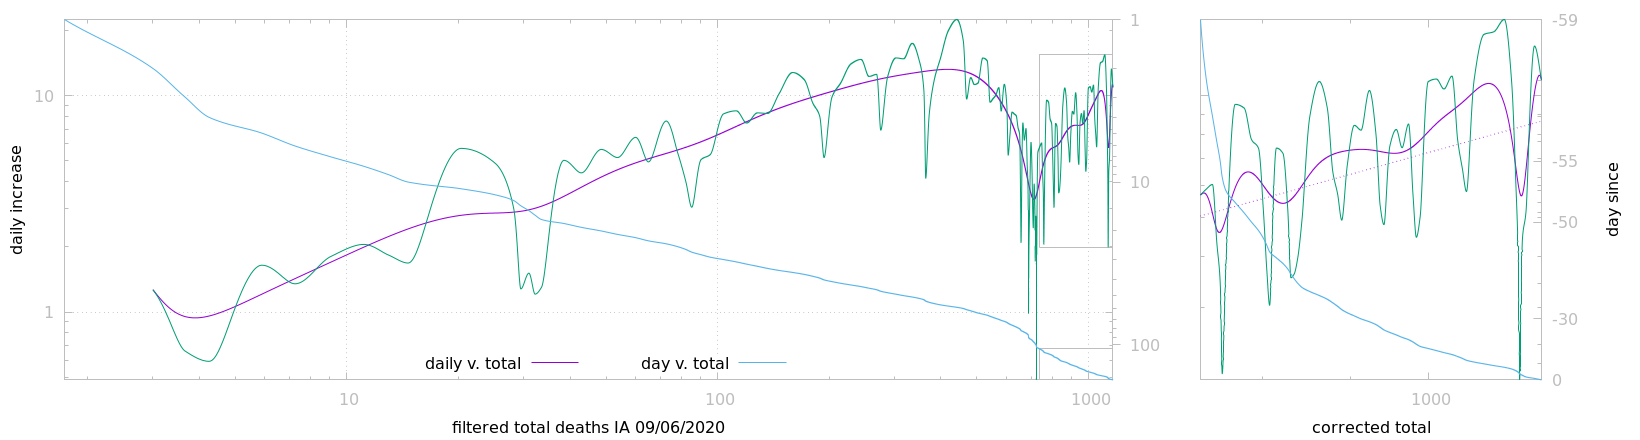 daily increase
10
1
daily v. total
day v. total
10
100
1000
filtered total deaths IA 09/06/2020
1
10
100
1000
corrected total
-59
-55
-50
-30
0
day since